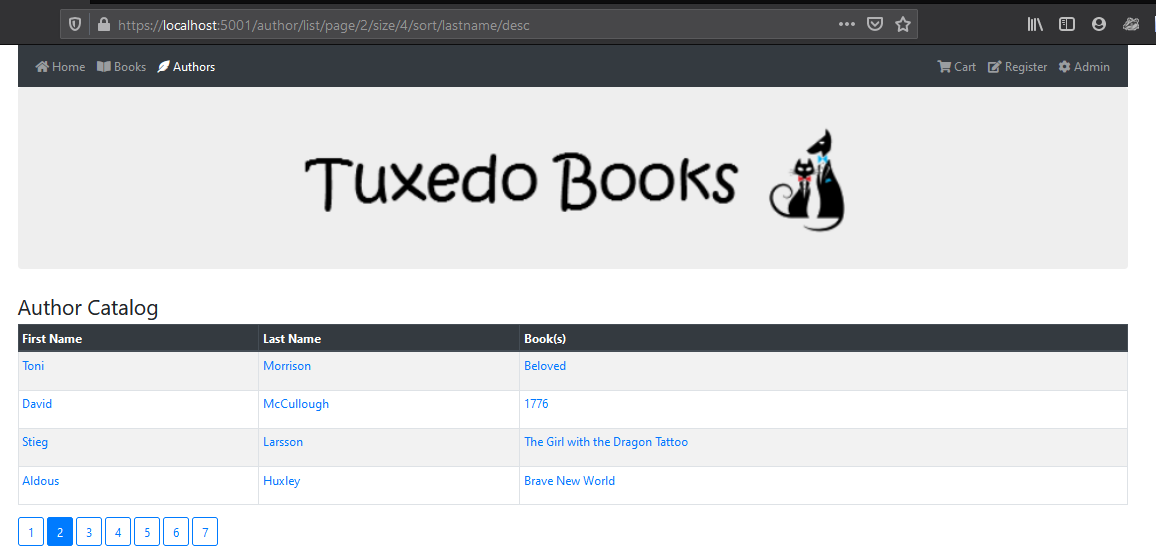 https://localhost:5001/author/list/page/2/size/4/sort/lastname/desc
Home Books Authors Cart Register Admin
Tuxedo Books
Author Catalog
First Name Last Name Book(s)
Toni Morrison Beloved
David McCullough 1776
Stieg Larsson The Girl with the Dragon Tattoo
Aldous Huxley Brave New World
1 2 3 4 5 6 7